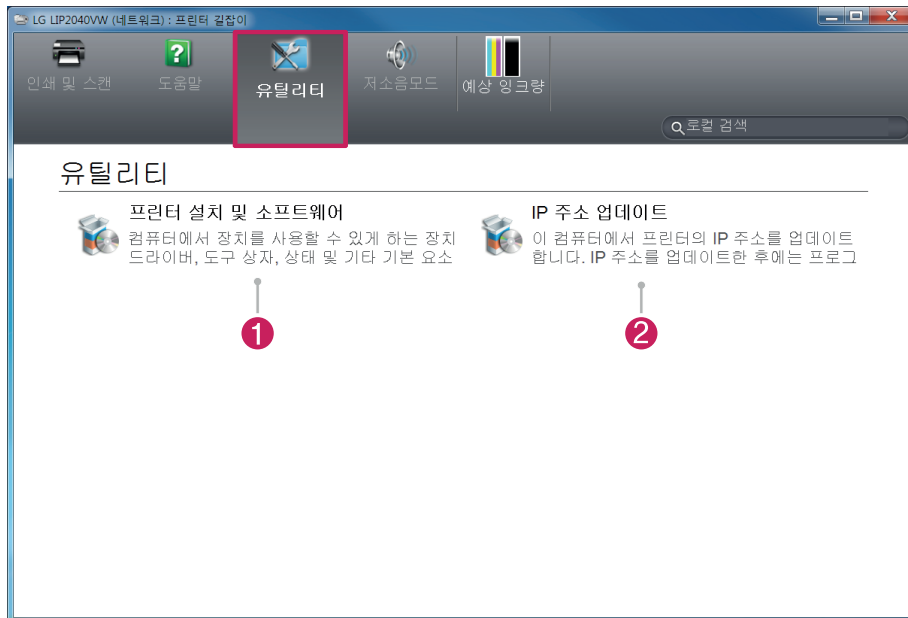 LG LIP2040VW (네트워크) : 프린터 길잡이
인쇄 및 스캔
도움말
유틸리티
저소음모드
예상 잉크량
로컬 검색
유틸리티
프린터 설치 및 소프트웨어
컴퓨터에서 장치를 사용할 수 있게 하는 장치
드라이버, 도구 상자, 상태 및 기타 기본 요소
IP 주소 업데이트
이 컴퓨터에서 프린터의 IP 주소를 업데이트
합니다. IP 주소를 업데이트한 후에는 프로그
1
2